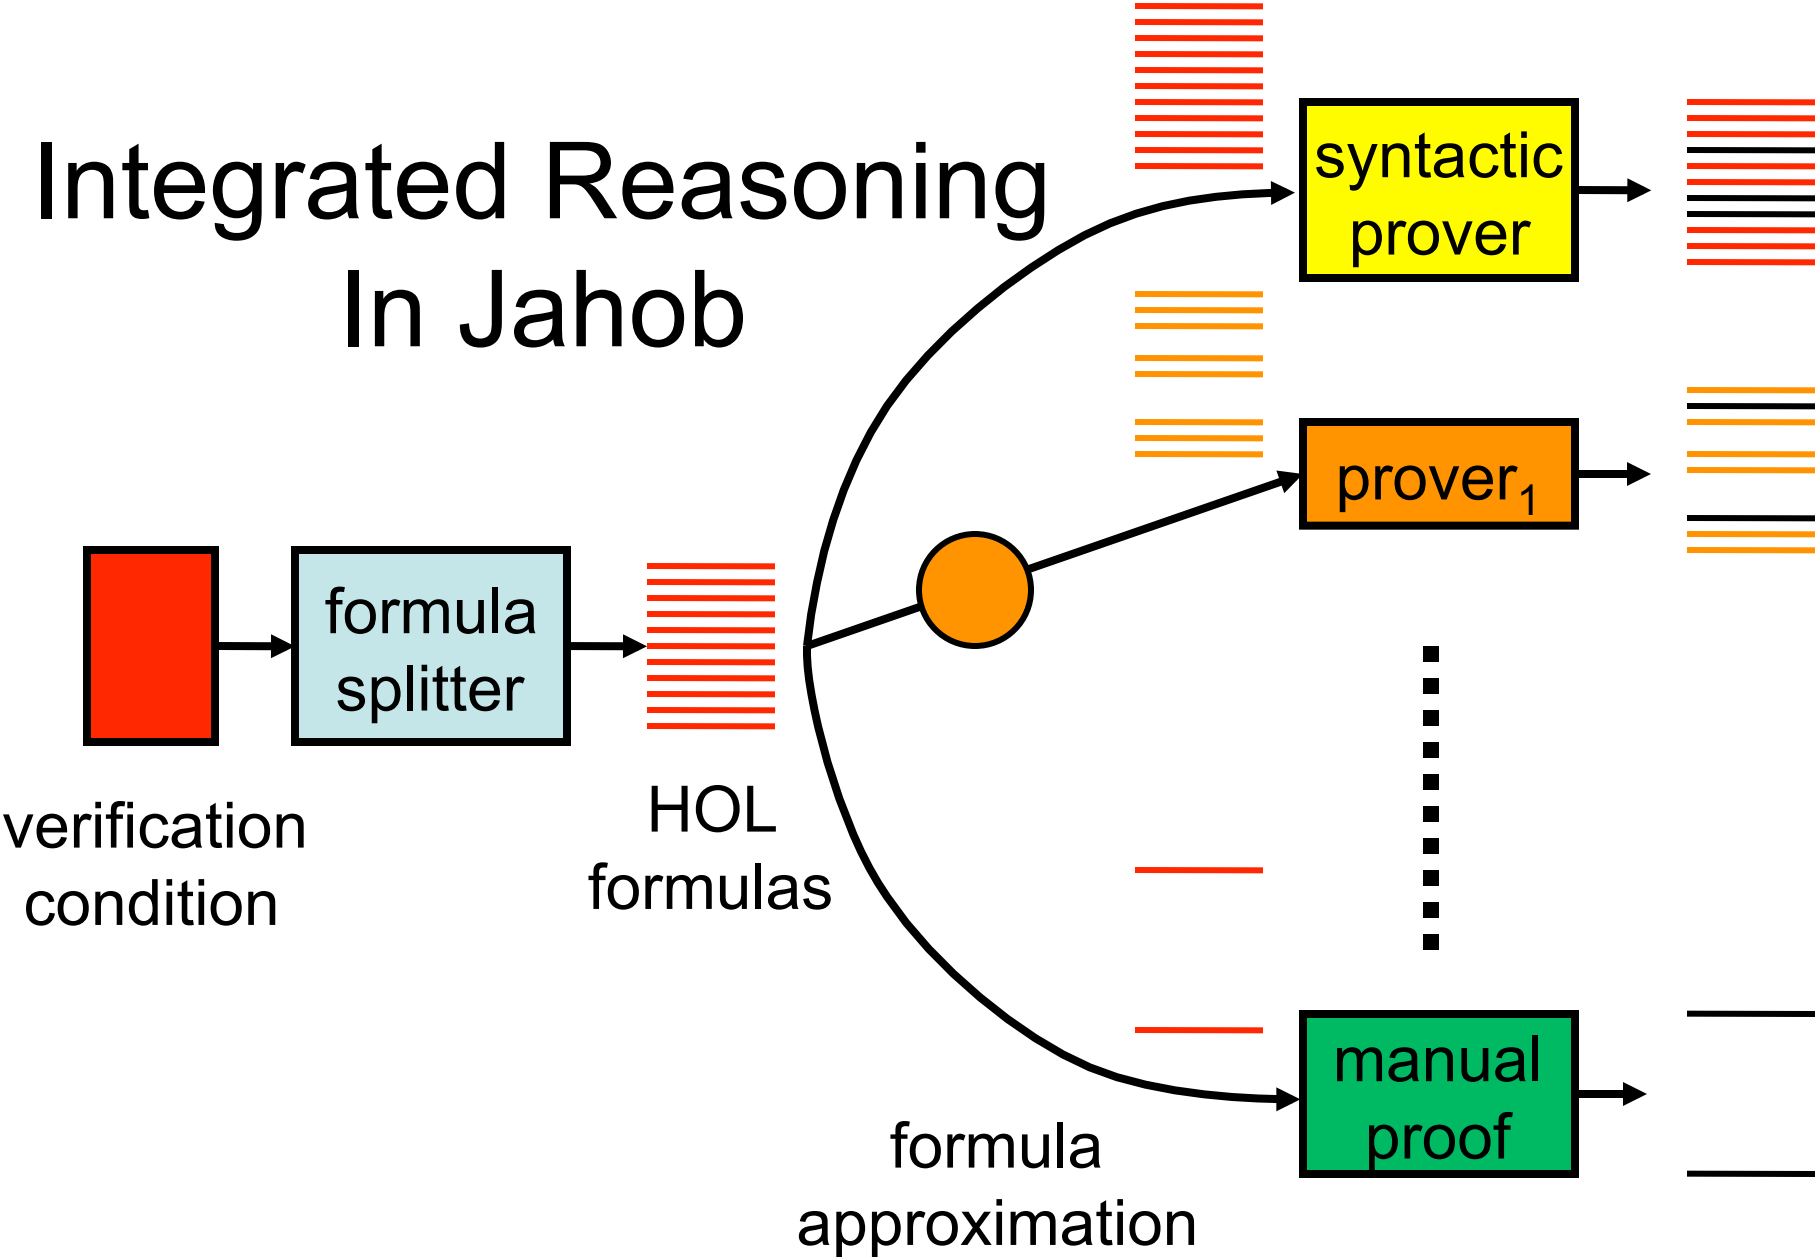 Integrated Reasoning
In Jahob
syntactic
prover
prover₁
formula
splitter
verification
condition
HOL
formulas
manual
proof
formula
approximation